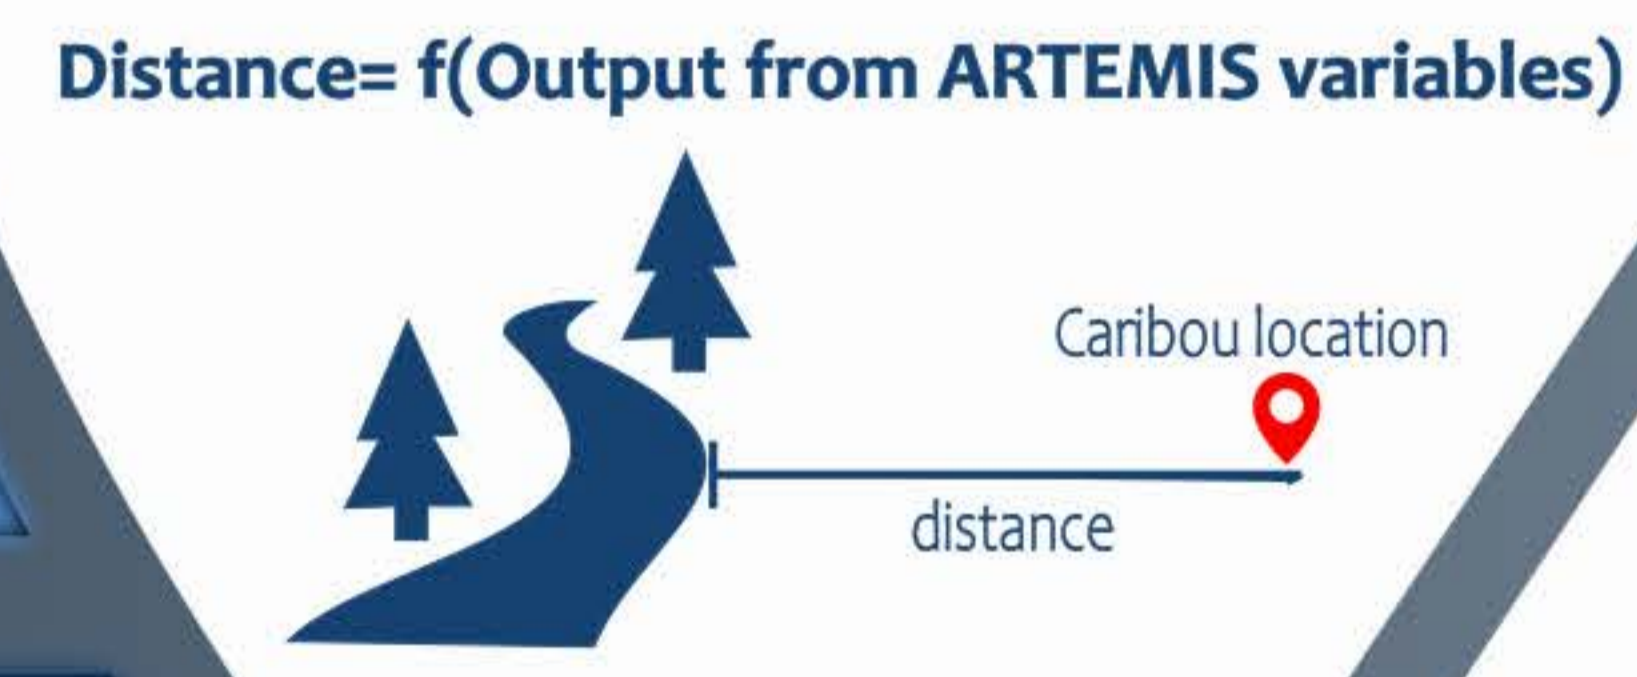 Distance= f(Output from ARTEMIS variables)
Caribou location
distance